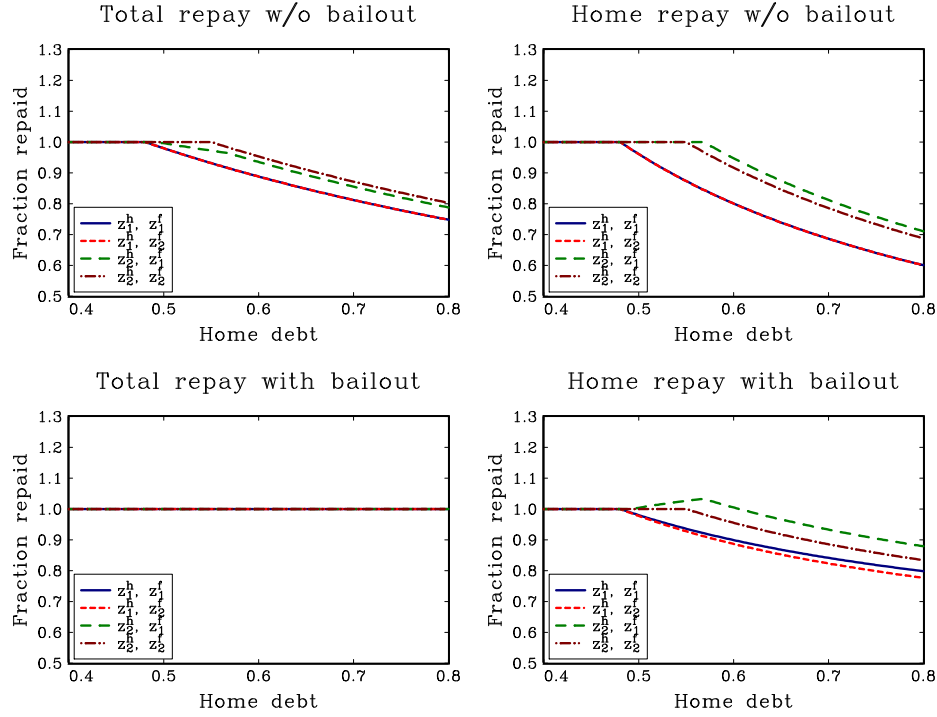 Total repay w/o bailout
Fraction repaid
1.3
1.2
1.1
1.0
0.9
0.8
0.7
0.6
0.5
z₁ʰ, z₁ᶠ
z₁ʰ, z₂ᶠ
z₂ʰ, z₁ᶠ
z₂ʰ, z₂ᶠ
0.4 0.5 0.6 0.7 0.8
Home debt
Home repay w/o bailout
Fraction repaid
1.3
1.2
1.1
1.0
0.9
0.8
0.7
0.6
0.5
z₁ʰ, z₁ᶠ
z₁ʰ, z₂ᶠ
z₂ʰ, z₁ᶠ
z₂ʰ, z₂ᶠ
0.4 0.5 0.6 0.7 0.8
Home debt
Total repay with bailout
Fraction repaid
1.3
1.2
1.1
1.0
0.9
0.8
0.7
0.6
0.5
z₁ʰ, z₁ᶠ
z₁ʰ, z₂ᶠ
z₂ʰ, z₁ᶠ
z₂ʰ, z₂ᶠ
0.4 0.5 0.6 0.7 0.8
Home debt
Home repay with bailout
Fraction repaid
1.3
1.2
1.1
1.0
0.9
0.8
0.7
0.6
0.5
z₁ʰ, z₁ᶠ
z₁ʰ, z₂ᶠ
z₂ʰ, z₁ᶠ
z₂ʰ, z₂ᶠ
0.4 0.5 0.6 0.7 0.8
Home debt